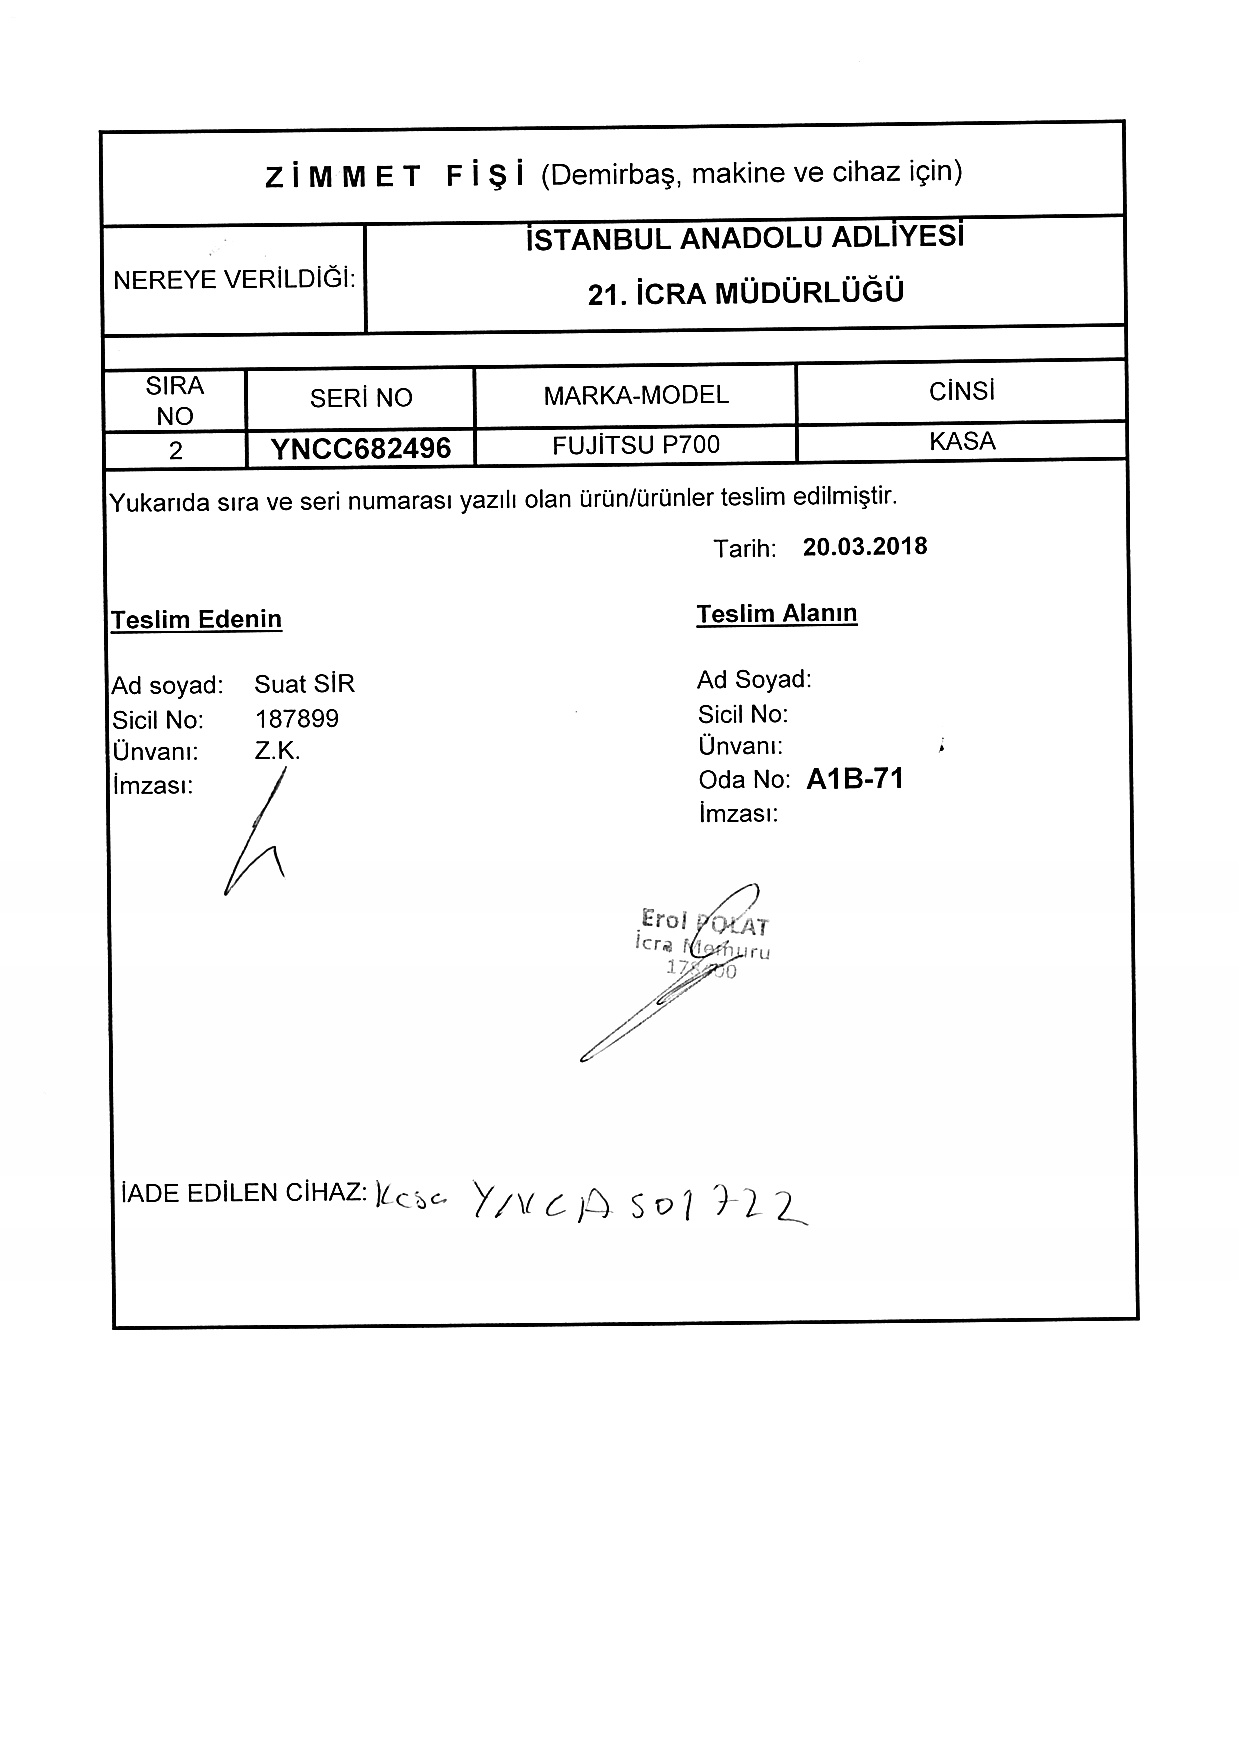 ZİMMET FİŞİ (Demirbaş, makine ve cihaz için)
NEREYE VERİLDİĞİ:
İSTANBUL ANADOLU ADLİYESİ
21. İCRA MÜDÜRLÜĞÜ
SIRA NO SERİ NO MARKA-MODEL CİNSİ
2 YNCC682496 FUJİTSU P700 KASA
Yukarıda sıra ve seri numarası yazılı olan ürün/ürünler teslim edilmiştir.
Tarih: 20.03.2018
Teslim Edenin
Ad soyad: Suat SİR
Sicil No: 187899
Ünvanı: Z.K.
İmzası:
Teslim Alanın
Ad Soyad:
Sicil No:
Ünvanı:
Oda No: A1B-71
İmzası:
Erol POLAT
İcra Memuru
İADE EDİLEN CİHAZ: Kasa YNCA501722